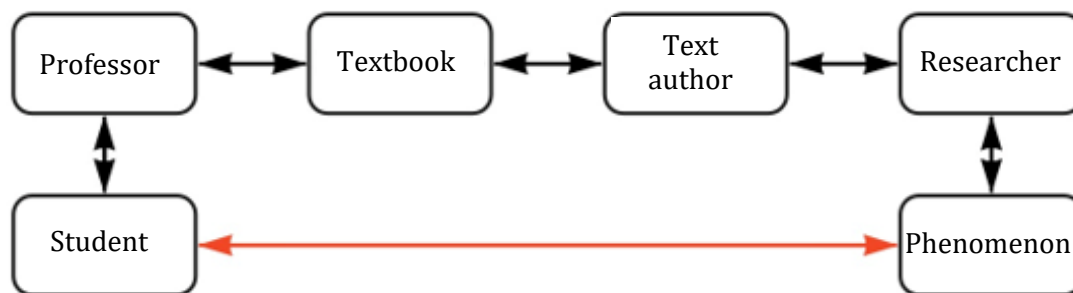 Professor
Textbook
Text
author
Researcher
Student
Phenomenon